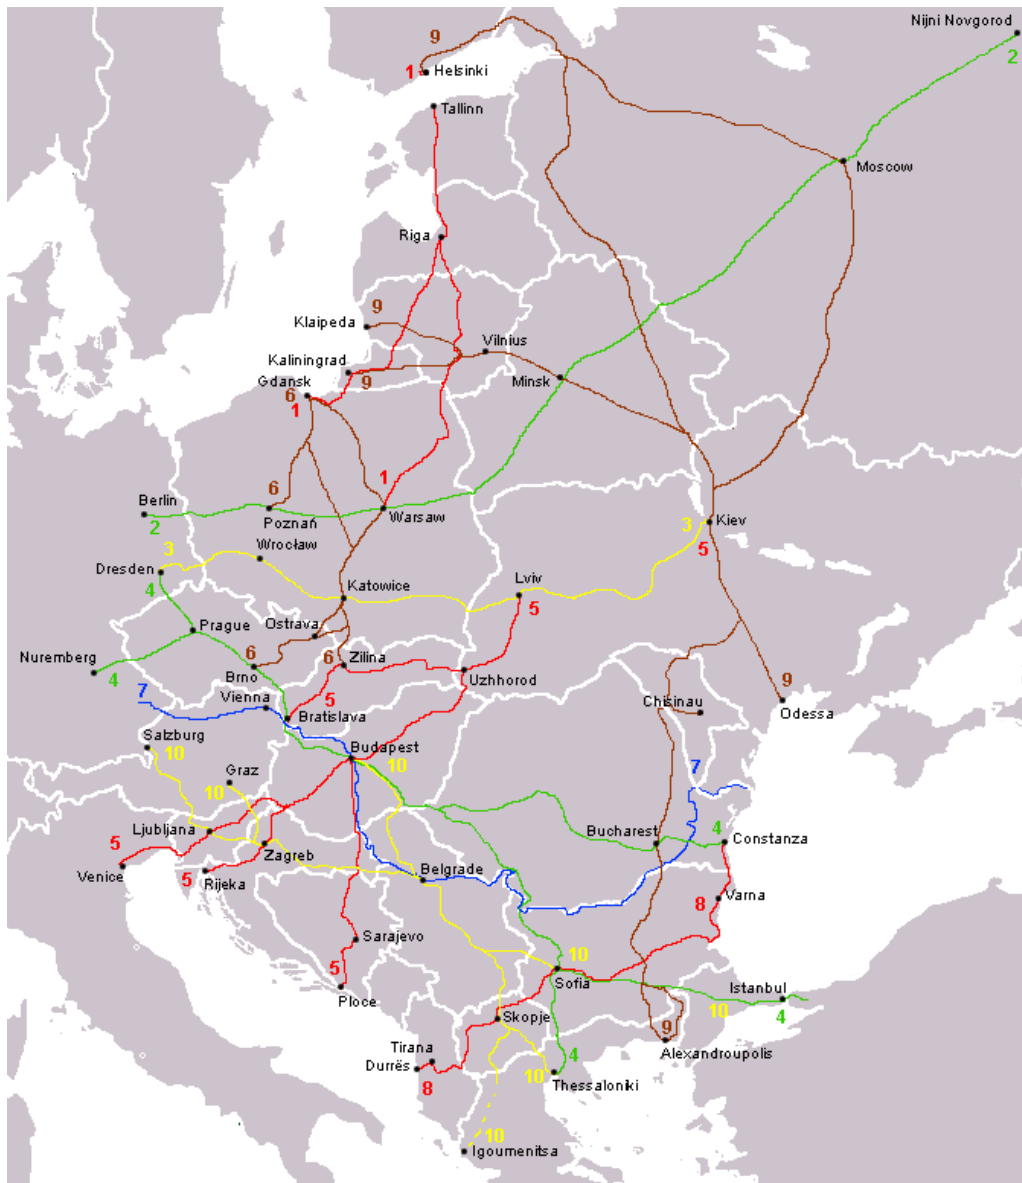 Nijni Novgorod
9
2
1
Helsinki
Tallinn
Moscow
Riga
9
Klaipeda
Vilnius
Kaliningrad
9
Minsk
Gdansk
6
1
1
6
Berlin
2
Poznań
Warsaw
3
Kiev
5
Wrocław
3
Dresden
4
Katowice
Lviv
5
Prague
Ostrava
Nuremberg
4
6
Brno
6
Zilina
Uzhhorod
5
7
Vienna
Bratislava
9
Odessa
Chisinau
Salzburg
10
Budapest
10
7
Graz
10
Ljubljana
Bucharest
4
Constanza
5
Venice
Zagreb
5
Rijeka
Belgrade
8
Varna
Sarajevo
5
Ploce
10
Sofia
Istanbul
10
4
Skopje
9
Alexandroupolis
Tirana
Durrës
8
4
10
Thessaloniki
10
Igoumenitsa